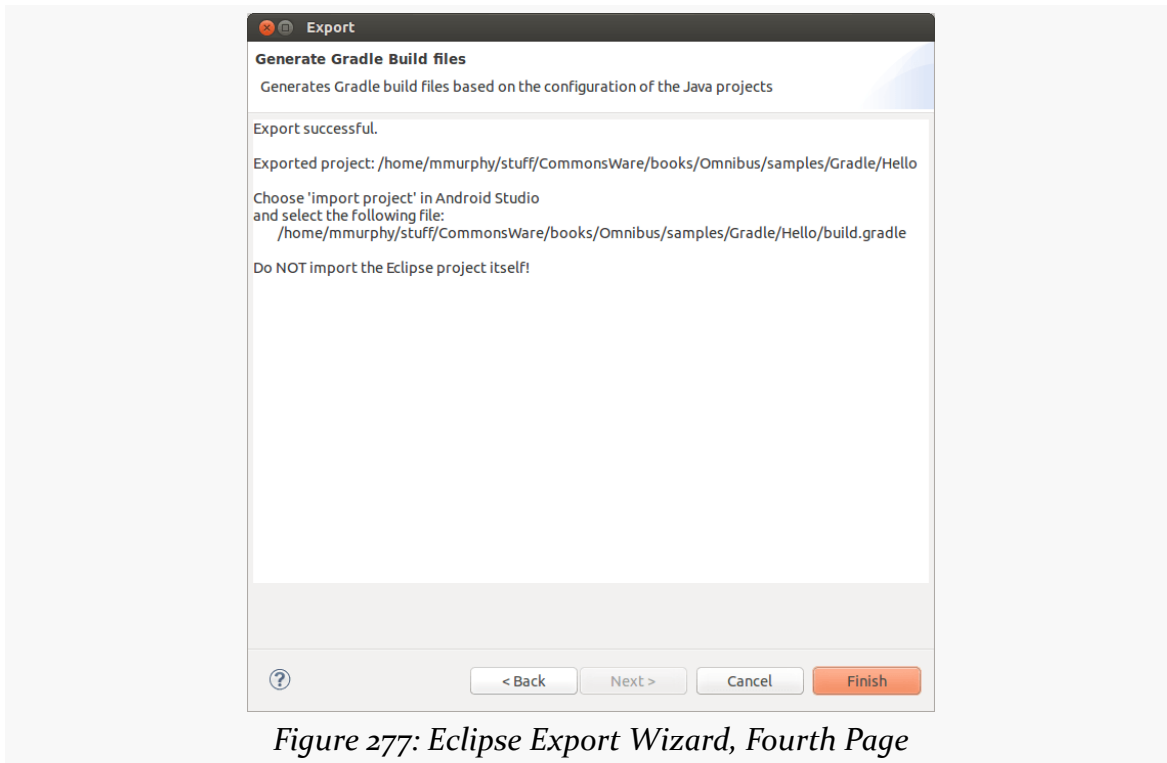 Export
Generate Gradle Build files
Generates Gradle build files based on the configuration of the Java projects
Export successful.
Exported project: /home/mmurphy/stuff/CommonsWare/books/Omnibus/samples/Gradle/Hello
Choose 'import project' in Android Studio
and select the following file:
/home/mmurphy/stuff/CommonsWare/books/Omnibus/samples/Gradle/Hello/build.gradle
Do NOT import the Eclipse project itself!
?
< Back
Next >
Cancel
Finish
Figure 277: Eclipse Export Wizard, Fourth Page